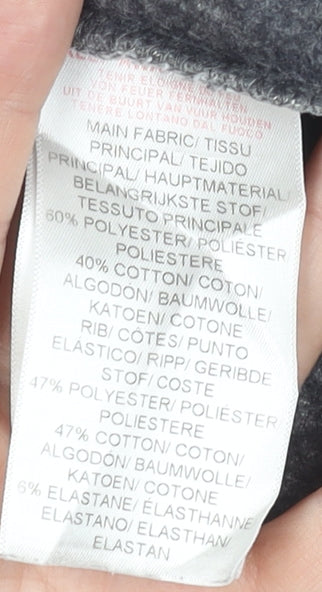 TENIR ÉLOIGNÉ
VON FEUER FERNHALTEN
UIT DE BUURT VAN VUUR HOUDEN
TENERE LONTANO DAL FUOCO
MAIN FABRIC/ TISSU
PRINCIPAL/ TEJIDO
PRINCIPAL/ HAUPTMATERIAL/
BELANGRIJKSTE STOF/
TESSUTO PRINCIPALE
60% POLYESTER/ POLIÉSTER/
POLIESTERE
40% COTTON/ COTON/
ALGODÓN/ BAUMWOLLE/
KATOEN/ COTONE
RIB/ CÔTES/ PUNTO
ELÁSTICO/ RIPP/ GERIBDE
STOF/ COSTE
47% POLYESTER/ POLIÉSTER
POLIESTERE
47% COTTON/ COTON/
ALGODÓN/ BAUMWOLLE/
KATOEN/ COTONE
6% ELASTANE/ ÉLASTHANNE
ELASTANO/ ELASTHAN/
ELASTAN